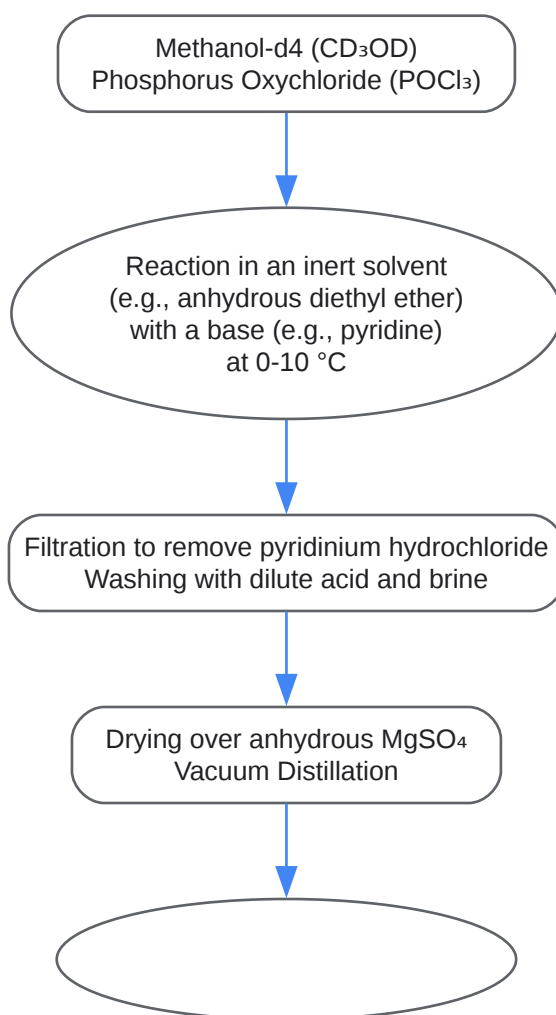 Methanol-d4 (CD₃OD)
Phosphorus Oxychloride (POCl₃)
Reaction in an inert solvent
(e.g., anhydrous diethyl ether)
with a base (e.g., pyridine)
at 0-10 °C
Filtration to remove pyridinium hydrochloride
Washing with dilute acid and brine
Drying over anhydrous MgSO₄
Vacuum Distillation